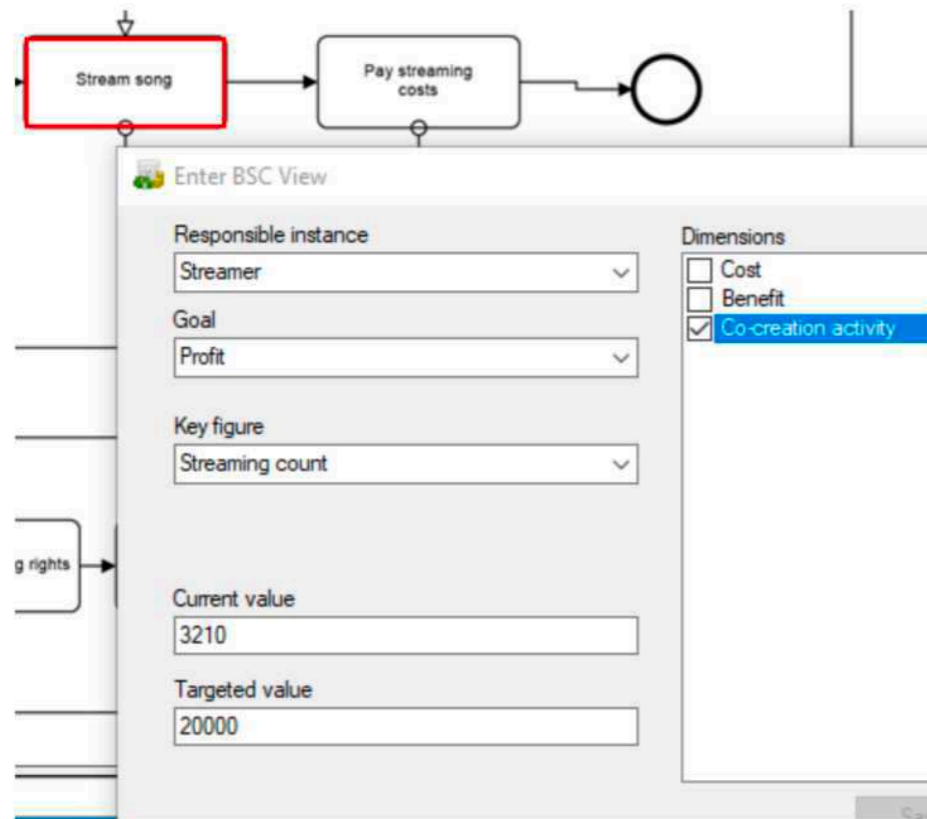 Stream song
Pay streaming
costs
Enter BSC View
Responsible instance
Streamer
Goal
Profit
Key figure
Streaming count
Current value
3210
Targeted value
20000
Dimensions
Cost
Benefit
Co-creation activity
rights